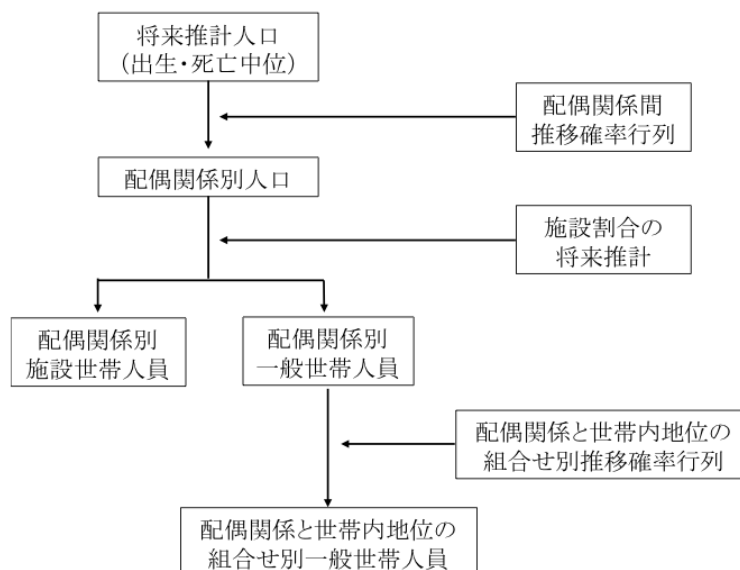 将来推計人口
（出生・死亡中位）
配偶関係間
推移確率行列
配偶関係別人口
施設割合の
将来推計
配偶関係別
施設世帯人員
配偶関係別
一般世帯人員
配偶関係と世帯内地位の
組合せ別推移確率行列
配偶関係と世帯内地位の
組合せ別一般世帯人員